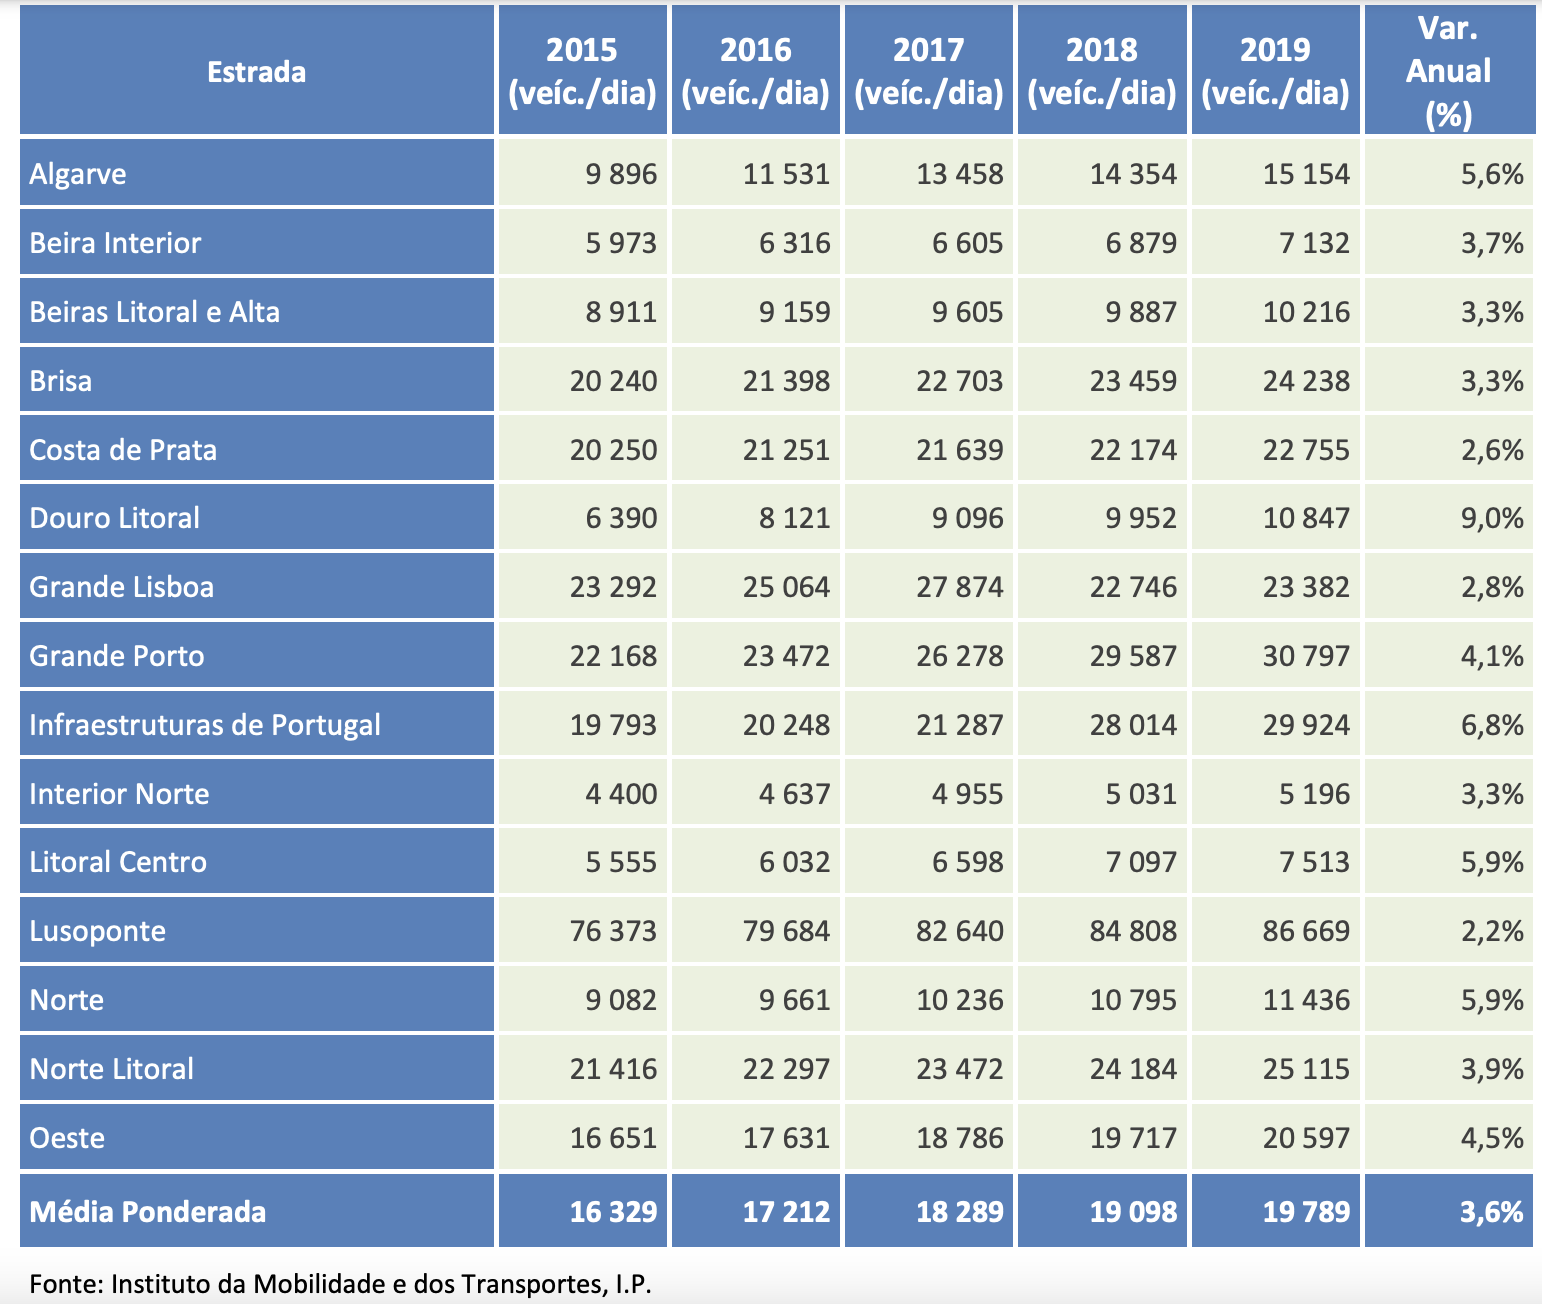 Estrada 2015 (veíc./dia) 2016 (veíc./dia) 2017 (veíc./dia) 2018 (veíc./dia) 2019 (veíc./dia) Var. Anual (%)
Algarve 9 896 11 531 13 458 14 354 15 154 5,6%
Beira Interior 5 973 6 316 6 605 6 879 7 132 3,7%
Beiras Litoral e Alta 8 911 9 159 9 605 9 887 10 216 3,3%
Brisa 20 240 21 398 22 703 23 459 24 238 3,3%
Costa de Prata 20 250 21 251 21 639 22 174 22 755 2,6%
Douro Litoral 6 390 8 121 9 096 9 952 10 847 9,0%
Grande Lisboa 23 292 25 064 27 874 22 746 23 382 2,8%
Grande Porto 22 168 23 472 26 278 29 587 30 797 4,1%
Infraestruturas de Portugal 19 793 20 248 21 287 28 014 29 924 6,8%
Interior Norte 4 400 4 637 4 955 5 031 5 196 3,3%
Litoral Centro 5 555 6 032 6 598 7 097 7 513 5,9%
Lusoponte 76 373 79 684 82 640 84 808 86 669 2,2%
Norte 9 082 9 661 10 236 10 795 11 436 5,9%
Norte Litoral 21 416 22 297 23 472 24 184 25 115 3,9%
Oeste 16 651 17 631 18 786 19 717 20 597 4,5%
Média Ponderada 16 329 17 212 18 289 19 098 19 789 3,6%
Fonte: Instituto da Mobilidade e dos Transportes, I.P.